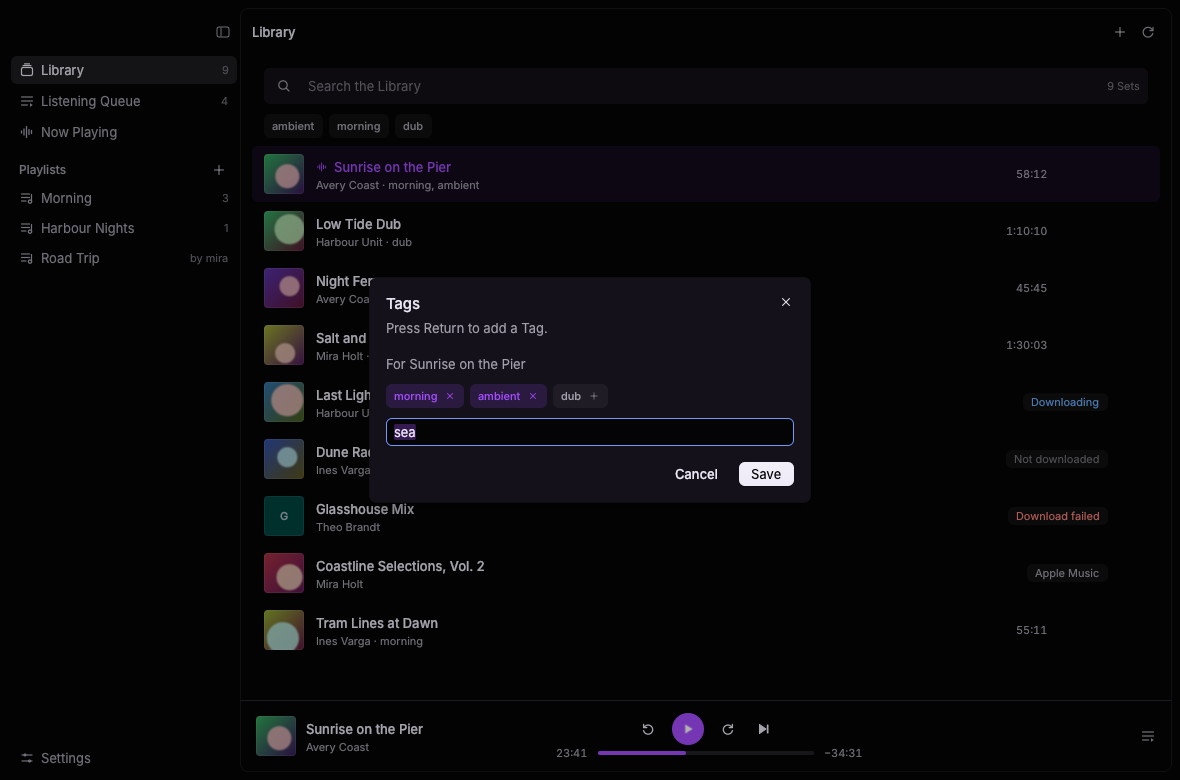 Library
Library 9
Listening Queue 4
Now Playing
Playlists
Morning 3
Harbour Nights 1
Road Trip by mira
Settings
Search the Library 9 Sets
ambient morning dub
Sunrise on the Pier
Avery Coast · morning, ambient
58:12
Low Tide Dub
Harbour Unit · dub
1:10:10
Night Fer
Avery Coa
45:45
Salt and
Mira Holt ·
1:30:03
Last Ligh
Harbour U
Downloading
Dune Ra
Ines Varga
Not downloaded
G
Glasshouse Mix
Theo Brandt
Download failed
Coastline Selections, Vol. 2
Mira Holt
Apple Music
Tram Lines at Dawn
Ines Varga · morning
55:11
Tags
Press Return to add a Tag.
For Sunrise on the Pier
morning × ambient × dub +
sea
Cancel Save
Sunrise on the Pier
Avery Coast
23:41 −34:31